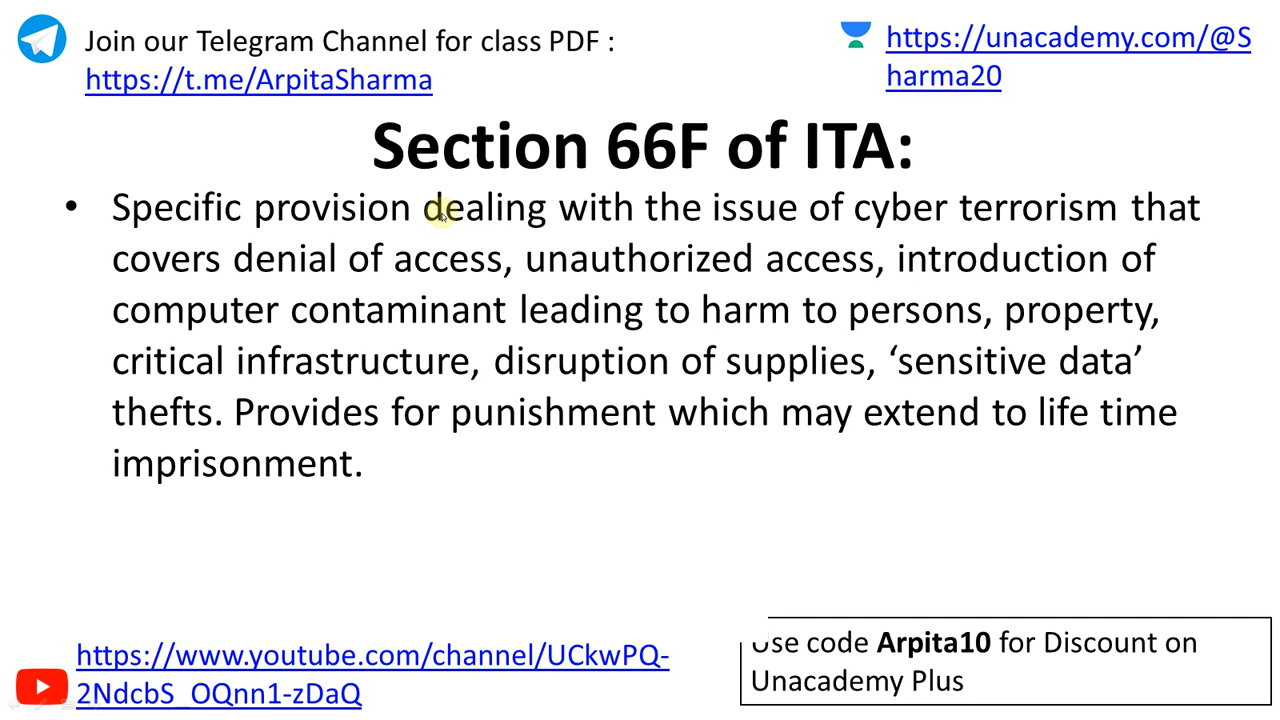 Join our Telegram Channel for class PDF :
https://t.me/ArpitaSharma
https://unacademy.com/@S
harma20
Section 66F of ITA:
• Specific provision dealing with the issue of cyber terrorism that
covers denial of access, unauthorized access, introduction of
computer contaminant leading to harm to persons, property,
critical infrastructure, disruption of supplies, ‘sensitive data’
thefts. Provides for punishment which may extend to life time
imprisonment.
https://www.youtube.com/channel/UCkwPQ-
2NdcbS_OQnn1-zDaQ
Use code Arpita10 for Discount on
Unacademy Plus